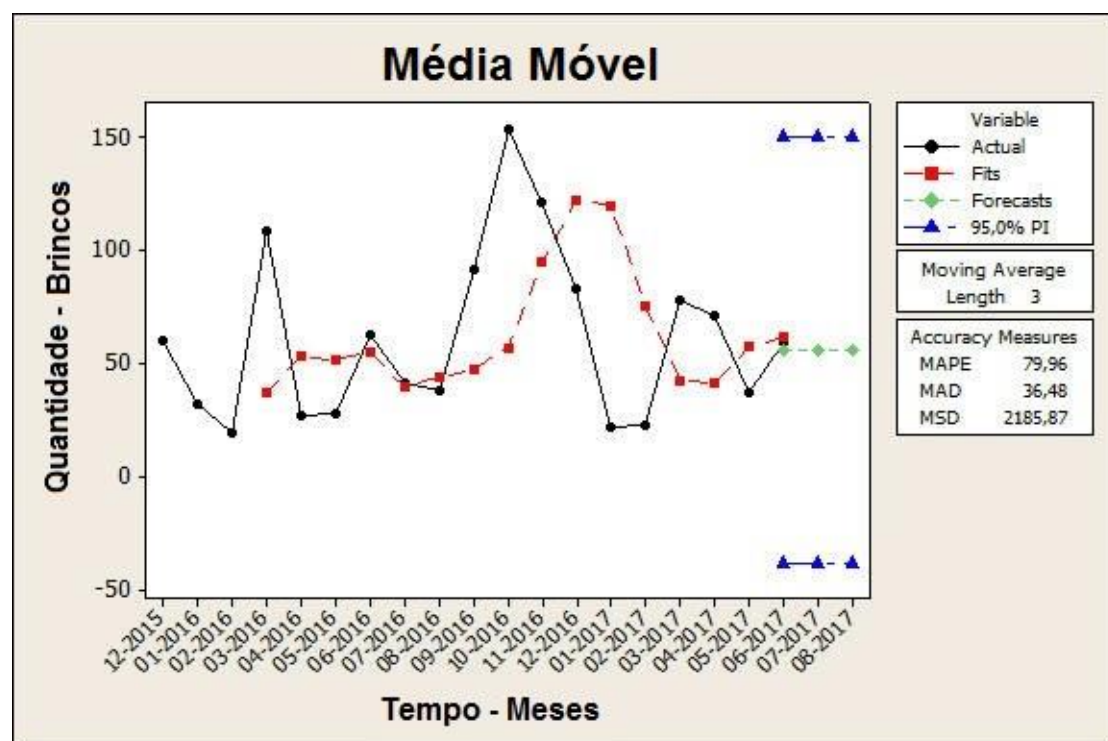 Média Móvel
Quantidade - Brincos
150
100
50
0
-50
12-2015
01-2016
02-2016
03-2016
04-2016
05-2016
06-2016
07-2016
08-2016
09-2016
10-2016
11-2016
12-2016
01-2017
02-2017
03-2017
04-2017
05-2017
06-2017
07-2017
08-2017
Tempo - Meses
Variable
Actual
Fits
Forecasts
95,0% PI
Moving Average
Length 3
Accuracy Measures
MAPE 79,96
MAD 36,48
MSD 2185,87